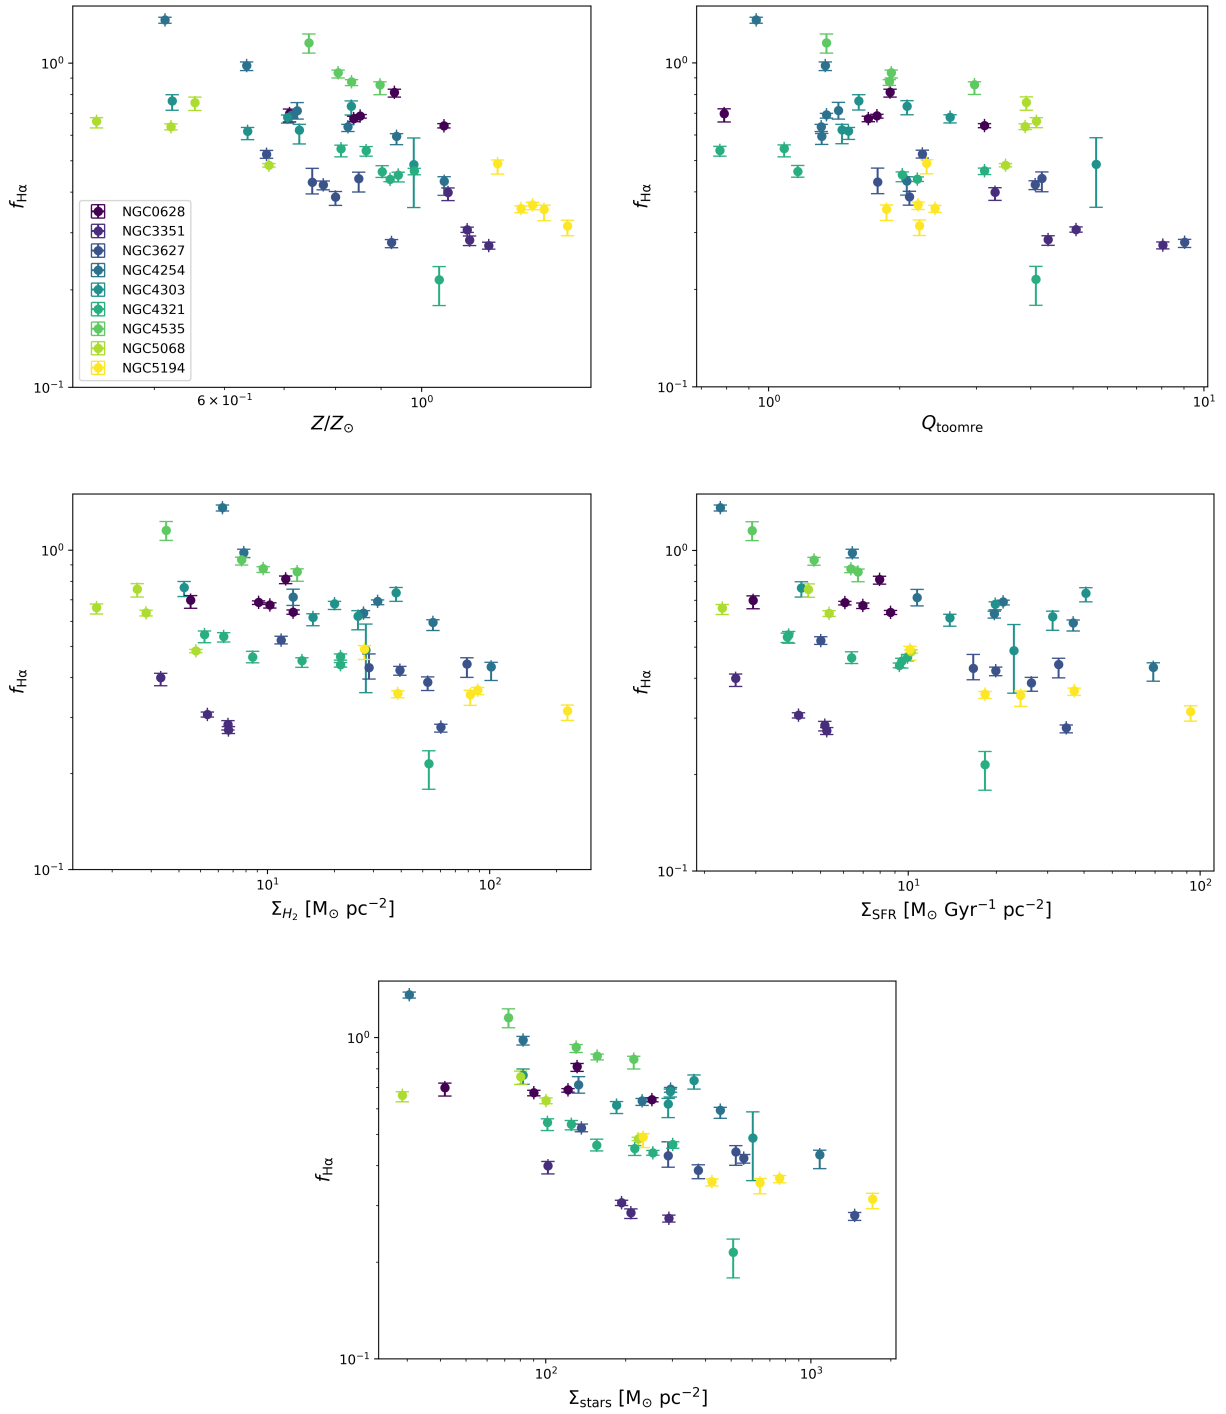 10⁰
10⁻¹
f_Hα
NGC0628
NGC3351
NGC3627
NGC4254
NGC4303
NGC4321
NGC4535
NGC5068
NGC5194
6 × 10⁻¹
10⁰
Z/Z⊙
10⁰
10⁻¹
f_Hα
10⁰
10¹
Q_toomre
10⁰
10⁻¹
f_Hα
10¹
10²
Σ_H₂ [M⊙ pc⁻²]
10⁰
10⁻¹
f_Hα
10¹
10²
Σ_SFR [M⊙ Gyr⁻¹ pc⁻²]
10⁰
10⁻¹
f_Hα
10²
10³
Σ_stars [M⊙ pc⁻²]